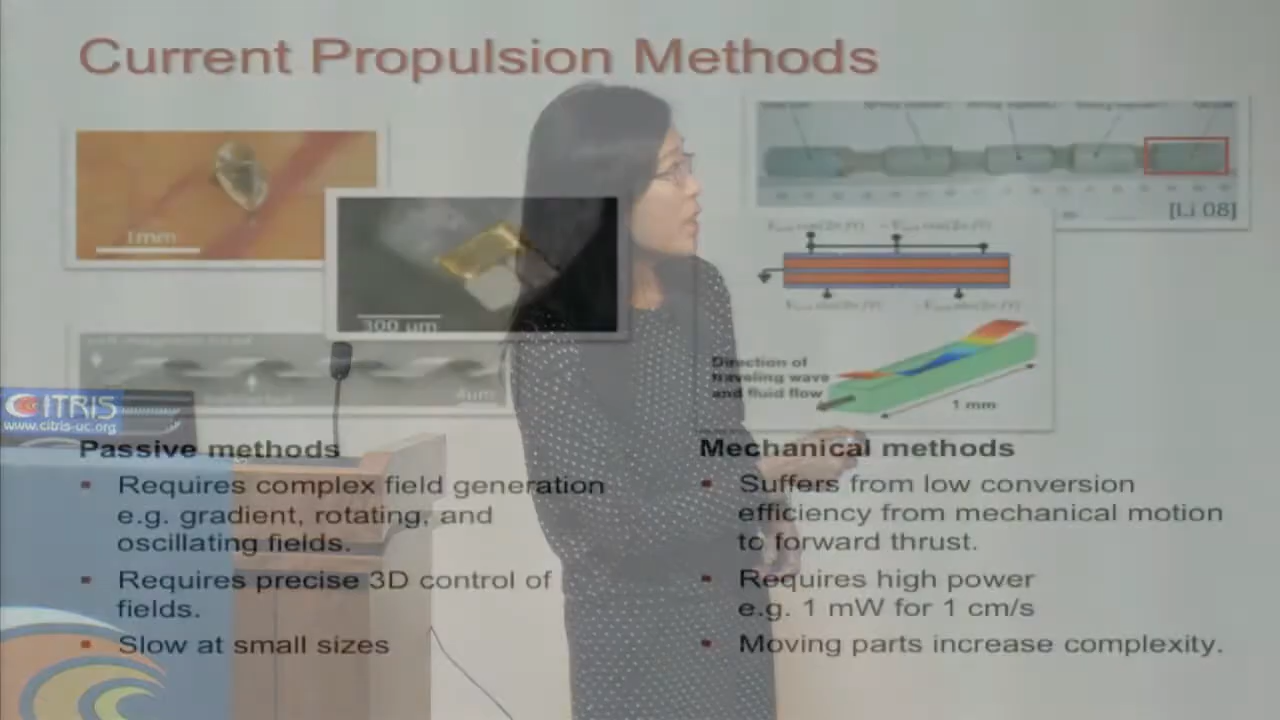 Current Propulsion Methods
1mm
300 um
4um
[Li 08]
Direction of
traveling wave
and fluid flow
1 mm
CITRIS
www.citris-uc.org
Passive methods
Requires complex field generation
e.g. gradient, rotating, and
oscillating fields.
Requires precise 3D control of
fields.
Slow at small sizes
Mechanical methods
Suffers from low conversion
efficiency from mechanical motion
to forward thrust.
Requires high power
e.g. 1 mW for 1 cm/s
Moving parts increase complexity.